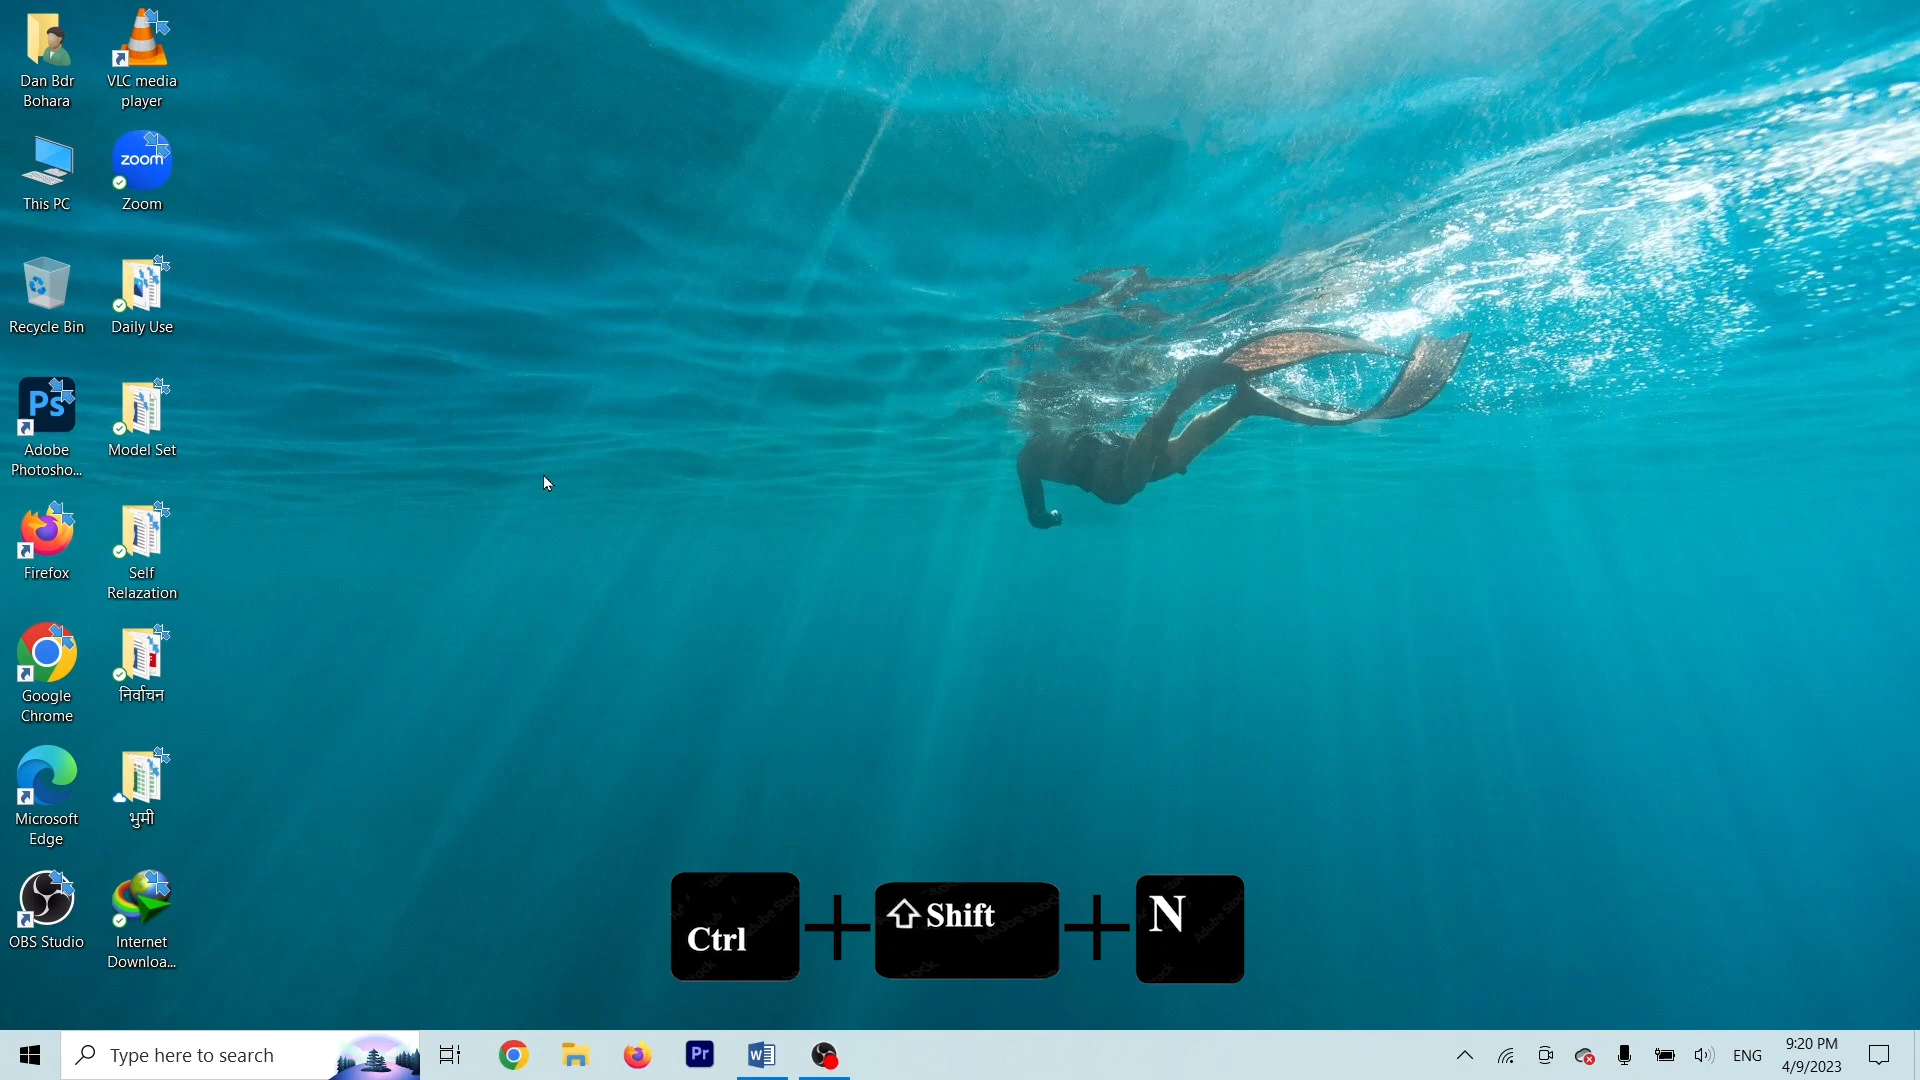 Dan Bdr
Bohara
VLC media
player
This PC
zoom
Zoom
Recycle Bin
Daily Use
Ps
Adobe
Photosho...
Model Set
Firefox
Self
Relazation
Google
Chrome
निर्वाचन
Microsoft
Edge
भुमी
OBS Studio
Internet
Downloa...
Ctrl
Shift
N
Type here to search
Pr
W
ENG
9:20 PM
4/9/2023